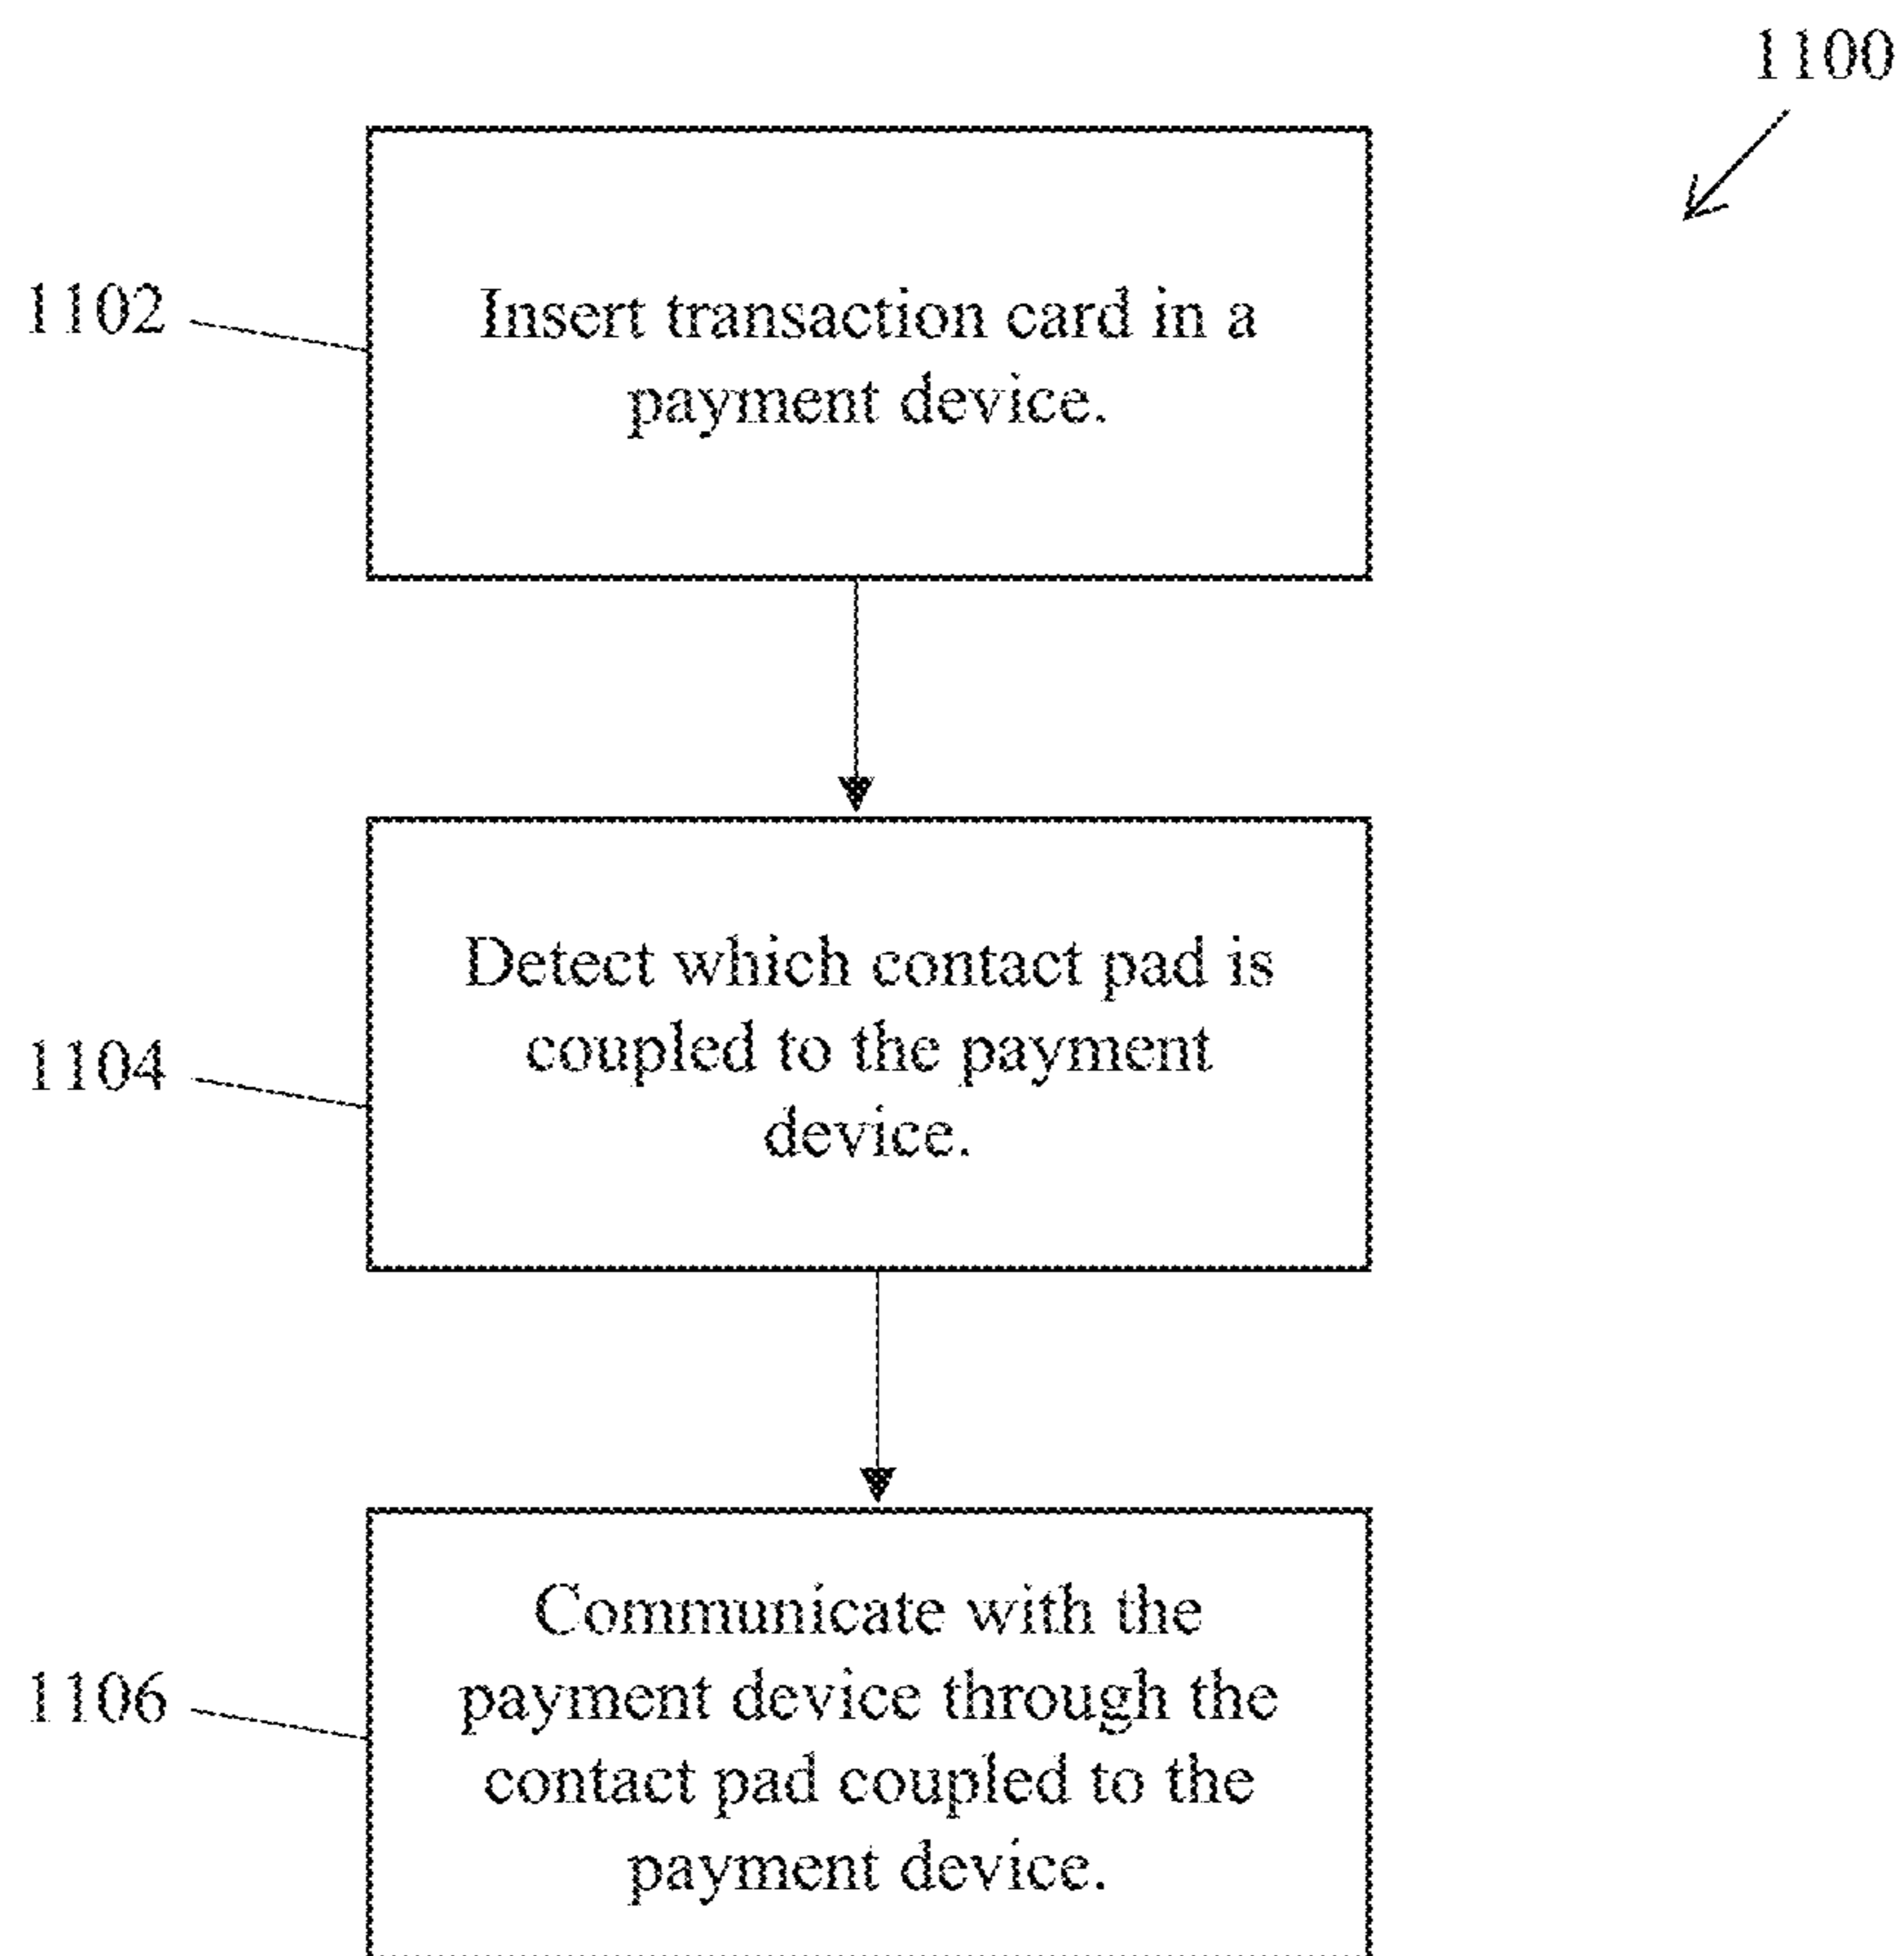 1100
1102
Insert transaction card in a
payment device.
1104
Detect which contact pad is
coupled to the payment
device.
1106
Communicate with the
payment device through the
contact pad coupled to the
payment device.